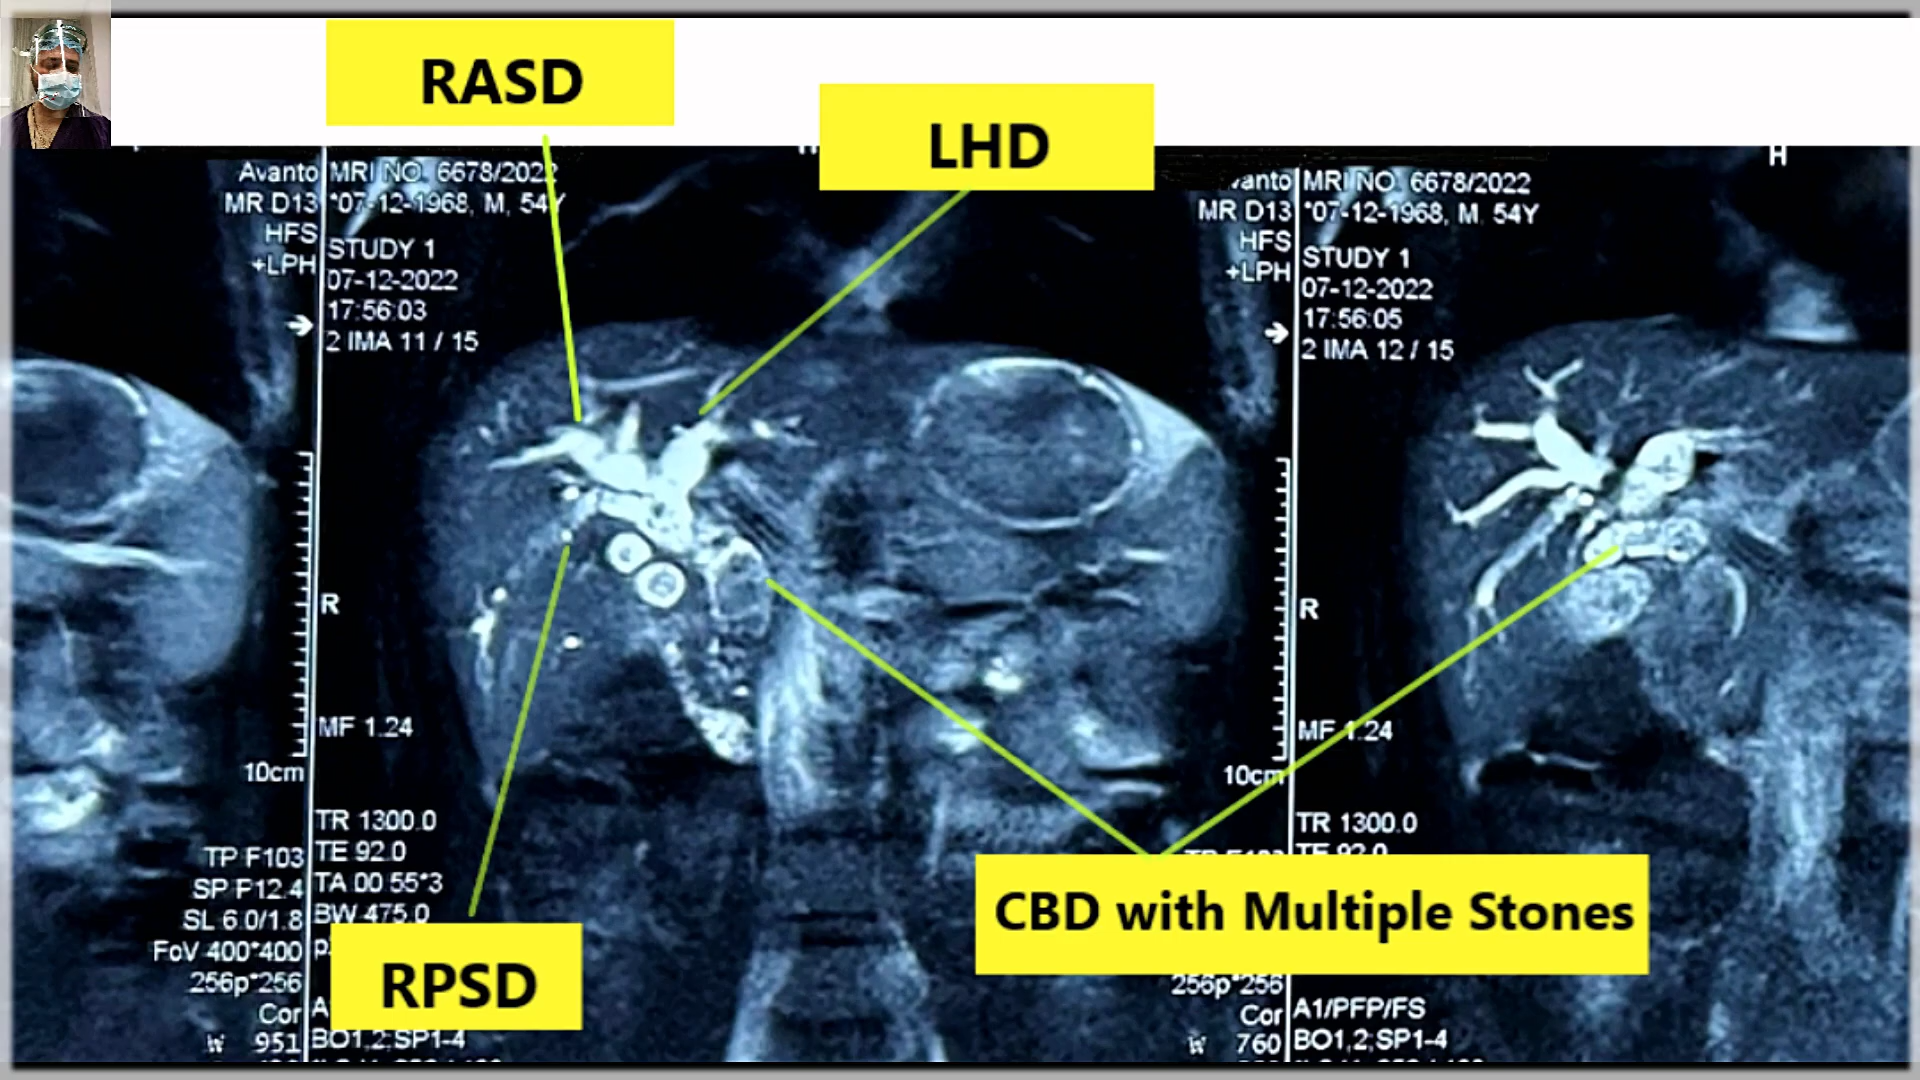 RASD
LHD
H
Avanto
MR D13
HFS
+LPH
MRI NO. 6678/2022
*07-12-1968, M, 54Y
STUDY 1
07-12-2022
17:56:03
2 IMA 11 / 15
MR D13
HFS
+LPH
MRI NO. 6678/2022
*07-12-1968, M, 54Y
STUDY 1
07-12-2022
17:56:05
2 IMA 12 / 15
R
R
MF 1.24
MF 1.24
10cm
10cm
TP F103
SP F12.4
SL 6.0/1.8
FoV 400*400
256p*256
Cor
W 951
TR 1300.0
TE 92.0
TA 00:55*3
BW 475.0
BO1,2;SP1-4
RPSD
TR 1300.0
TE 92.0
CBD with Multiple Stones
256p*256
Cor
W 760
A1/PFP/FS
BO1,2;SP1-4